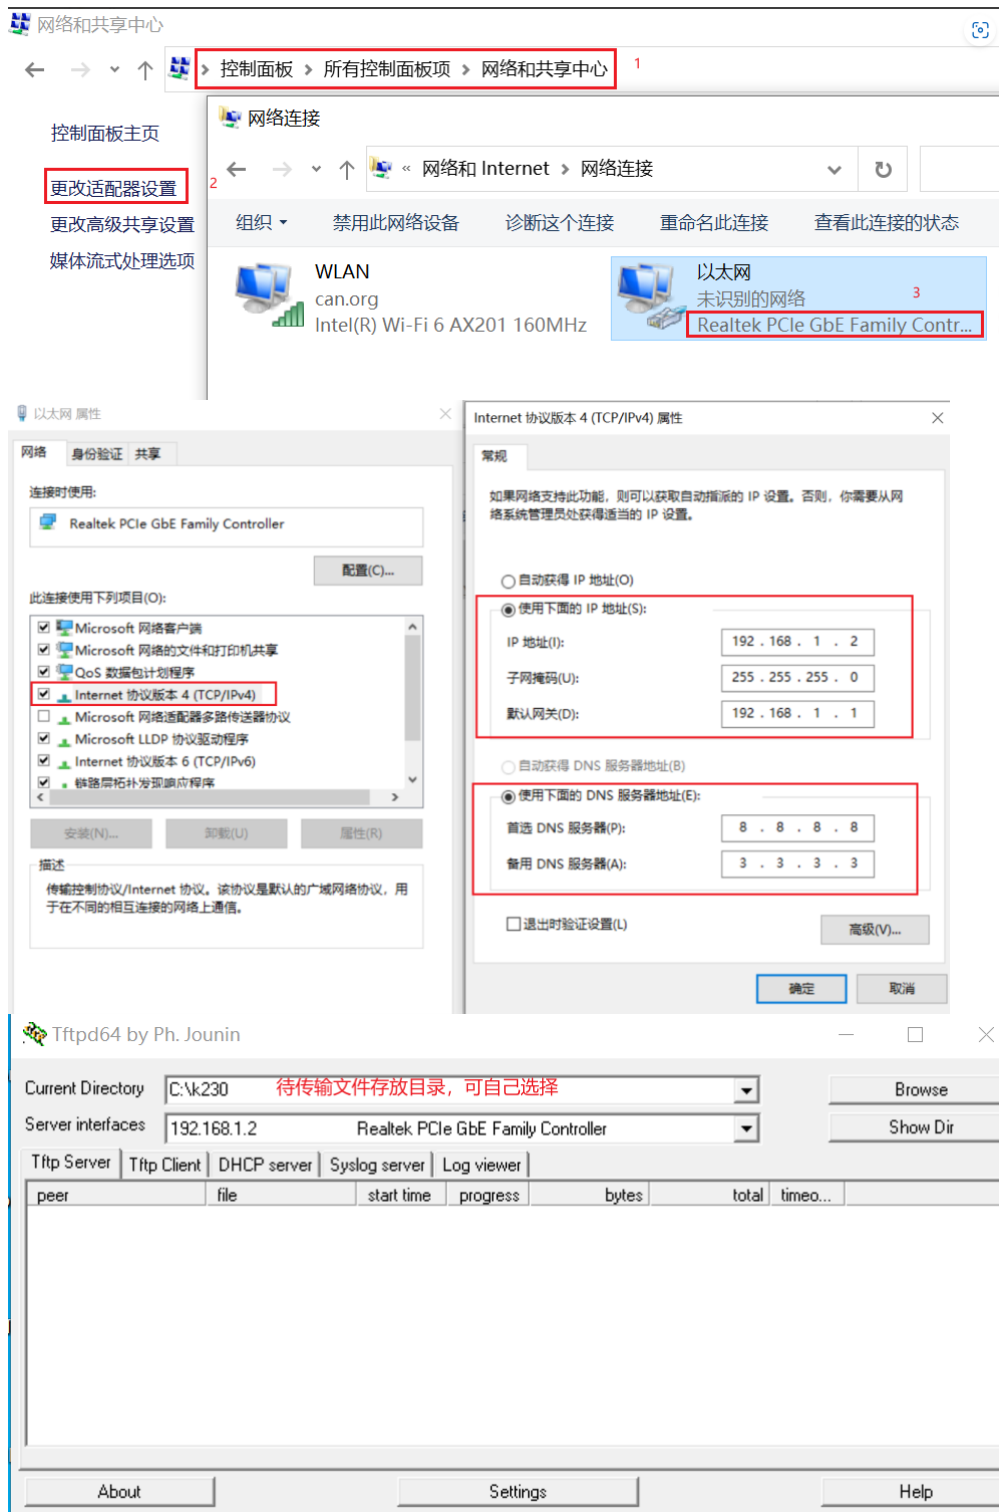 网络和共享中心
控制面板 > 所有控制面板项 > 网络和共享中心 1
控制面板主页
网络连接
更改适配器设置 2
« 网络和 Internet > 网络连接
更改高级共享设置
组织 禁用此网络设备 诊断这个连接 重命名此连接 查看此连接的状态
媒体流式处理选项
WLAN
can.org
Intel(R) Wi-Fi 6 AX201 160MHz
以太网
未识别的网络 3
Realtek PCIe GbE Family Contr...
以太网 属性
网络 身份验证 共享
连接时使用:
Realtek PCIe GbE Family Controller
配置(C)...
此连接使用下列项目(O):
Microsoft 网络客户端
Microsoft 网络的文件和打印机共享
QoS 数据包计划程序
Internet 协议版本 4 (TCP/IPv4)
Microsoft 网络适配器多路传送器协议
Microsoft LLDP 协议驱动程序
Internet 协议版本 6 (TCP/IPv6)
链路层拓扑发现响应程序
安装(N)... 卸载(U) 属性(R)
描述
传输控制协议/Internet 协议。该协议是默认的广域网络协议，用
于在不同的相互连接的网络上通信。
Internet 协议版本 4 (TCP/IPv4) 属性
常规
如果网络支持此功能，则可以获取自动指派的 IP 设置。否则，你需要从网
络系统管理员处获得适当的 IP 设置。
自动获得 IP 地址(O)
使用下面的 IP 地址(S):
IP 地址(I): 192 . 168 . 1 . 2
子网掩码(U): 255 . 255 . 255 . 0
默认网关(D): 192 . 168 . 1 . 1
自动获得 DNS 服务器地址(B)
使用下面的 DNS 服务器地址(E):
首选 DNS 服务器(P): 8 . 8 . 8 . 8
备用 DNS 服务器(A): 3 . 3 . 3 . 3
退出时验证设置(L)
高级(V)...
确定 取消
Tftpd64 by Ph. Jounin
Current Directory C:\k230 待传输文件存放目录，可自己选择 Browse
Server interfaces 192.168.1.2 Realtek PCIe GbE Family Controller Show Dir
Tftp Server Tftp Client DHCP server Syslog server Log viewer
peer file start time progress bytes total timeo...
About Settings Help